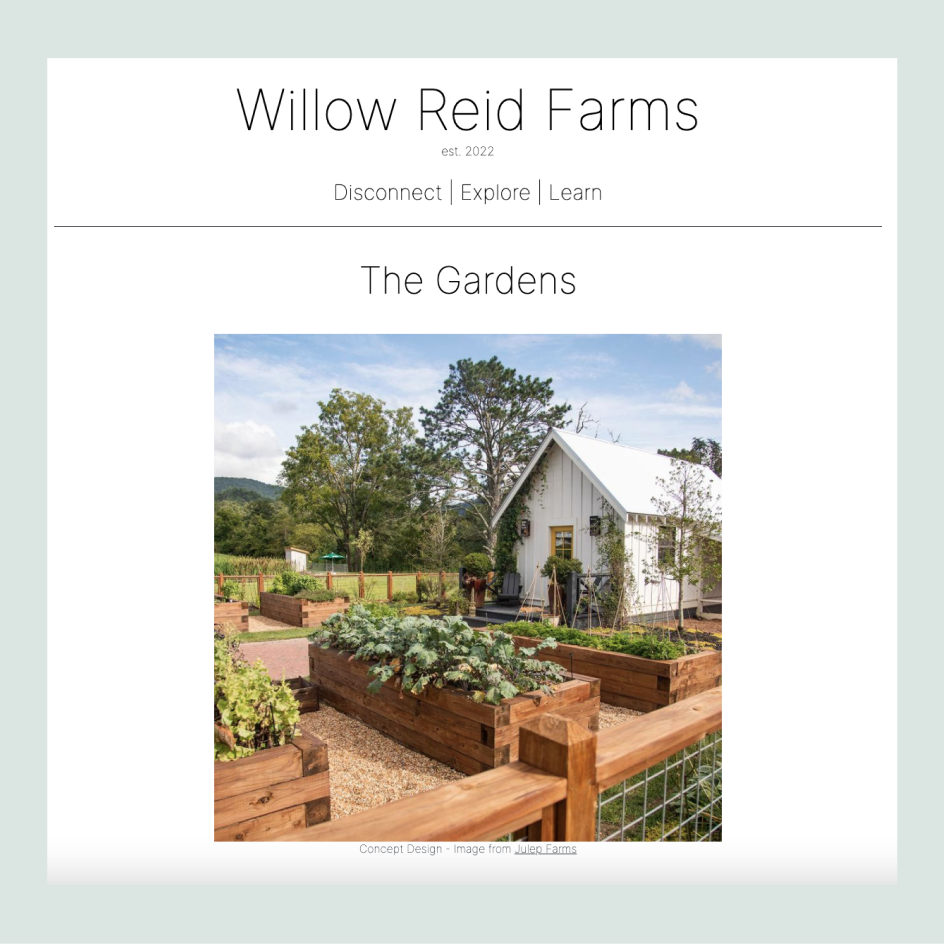 Willow Reid Farms
est. 2022
Disconnect | Explore | Learn
The Gardens
Concept Design - Image from Julep Farms